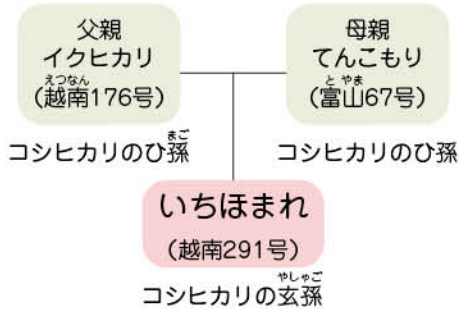 父親
イクヒカリ
えつなん
(越南176号)
コシヒカリのひ孫
まご
母親
てんこもり
とやま
(富山67号)
コシヒカリのひ孫
いちほまれ
(越南291号)
やしゃご
コシヒカリの玄孫